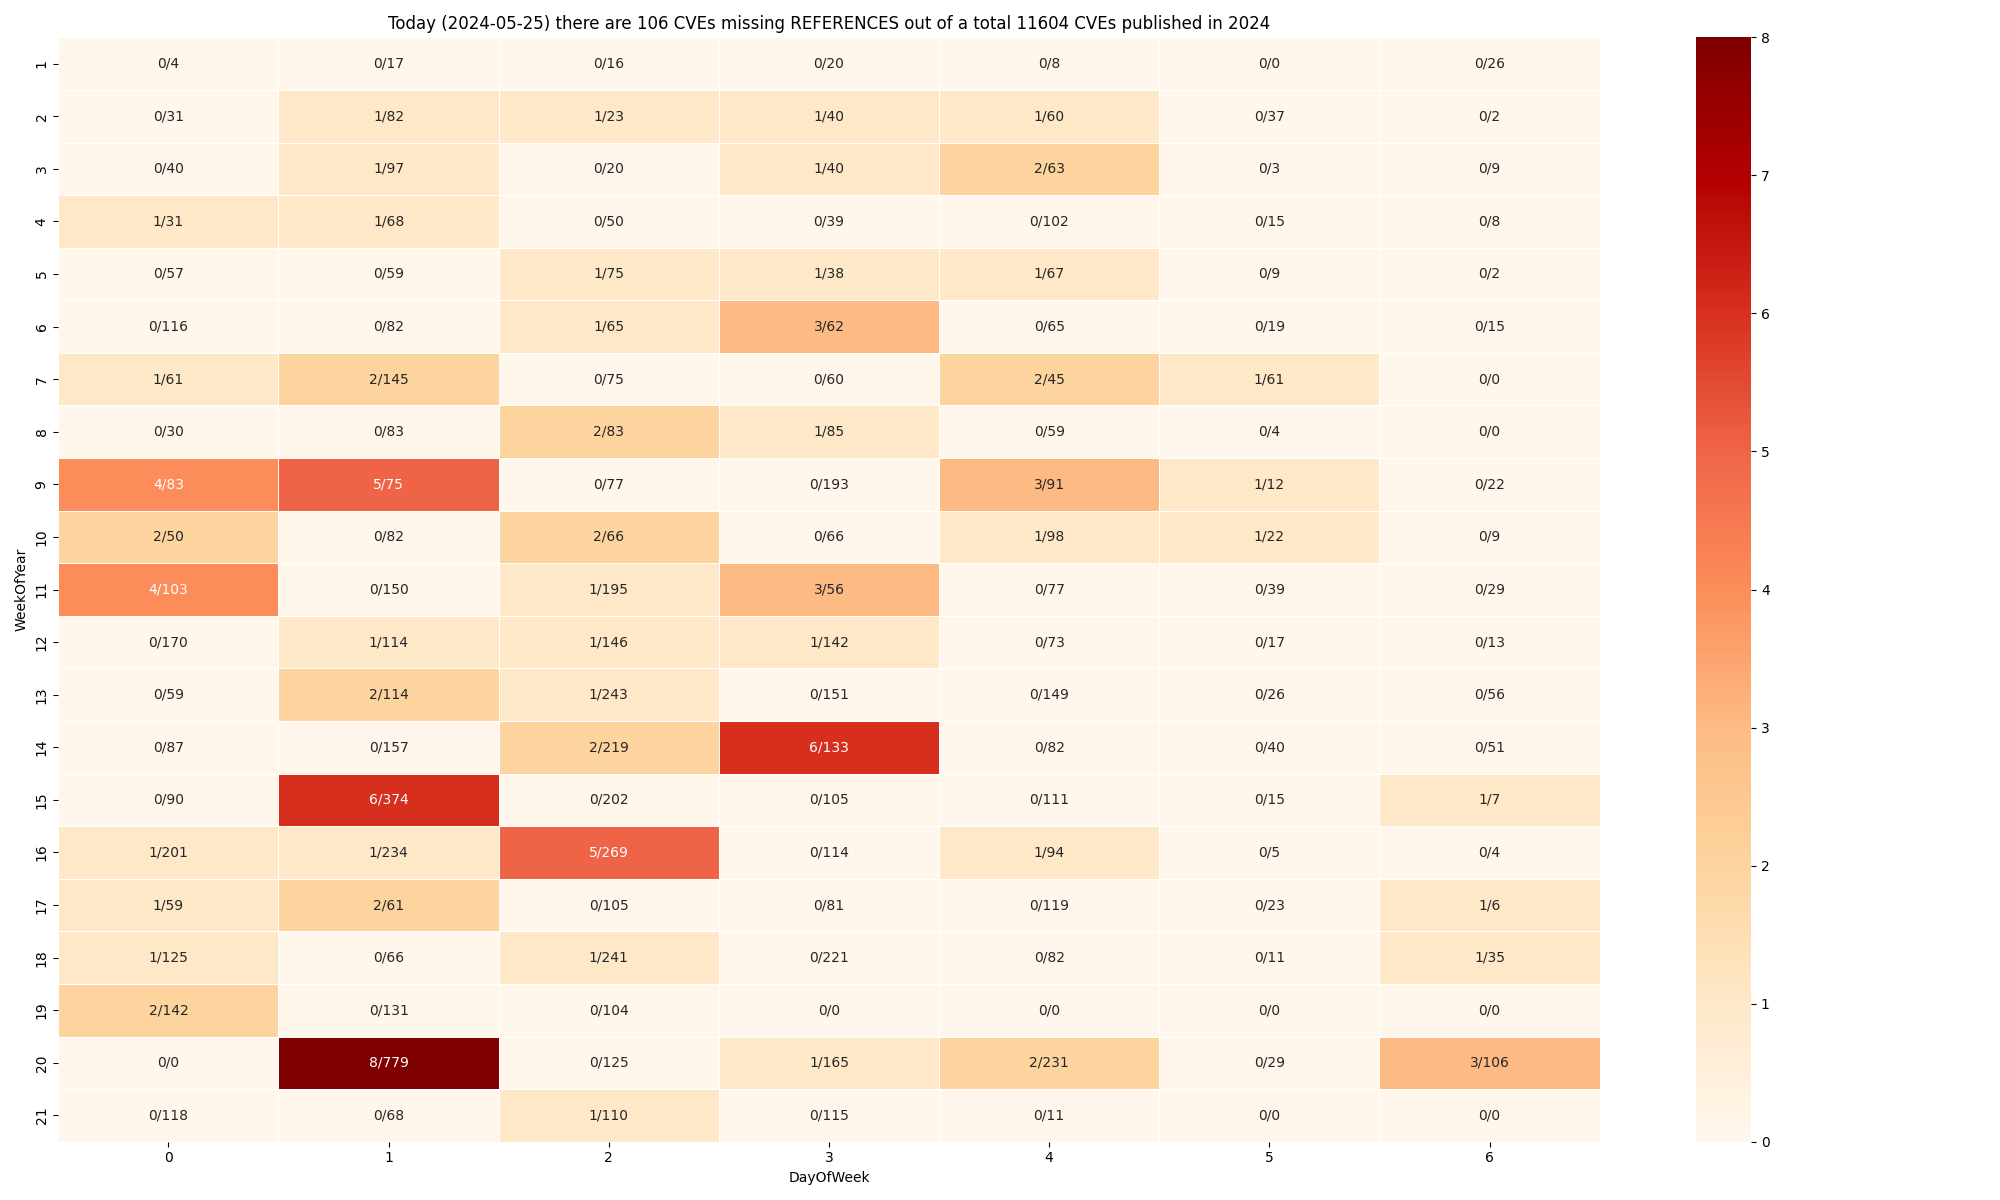 Today (2024-05-25) there are 106 CVEs missing REFERENCES out of a total 11604 CVEs published in 2024
1 0/4 0/17 0/16 0/20 0/8 0/0 0/26
2 0/31 1/82 1/23 1/40 1/60 0/37 0/2
3 0/40 1/97 0/20 1/40 2/63 0/3 0/9
4 1/31 1/68 0/50 0/39 0/102 0/15 0/8
5 0/57 0/59 1/75 1/38 1/67 0/9 0/2
6 0/116 0/82 1/65 3/62 0/65 0/19 0/15
7 1/61 2/145 0/75 0/60 2/45 1/61 0/0
8 0/30 0/83 2/83 1/85 0/59 0/4 0/0
9 4/83 5/75 0/77 0/193 3/91 1/12 0/22
10 2/50 0/82 2/66 0/66 1/98 1/22 0/9
11 4/103 0/150 1/195 3/56 0/77 0/39 0/29
12 0/170 1/114 1/146 1/142 0/73 0/17 0/13
13 0/59 2/114 1/243 0/151 0/149 0/26 0/56
14 0/87 0/157 2/219 6/133 0/82 0/40 0/51
15 0/90 6/374 0/202 0/105 0/111 0/15 1/7
16 1/201 1/234 5/269 0/114 1/94 0/5 0/4
17 1/59 2/61 0/105 0/81 0/119 0/23 1/6
18 1/125 0/66 1/241 0/221 0/82 0/11 1/35
19 2/142 0/131 0/104 0/0 0/0 0/0 0/0
20 0/0 8/779 0/125 1/165 2/231 0/29 3/106
21 0/118 0/68 1/110 0/115 0/11 0/0 0/0
0 1 2 3 4 5 6
DayOfWeek
WeekOfYear
8
7
6
5
4
3
2
1
0